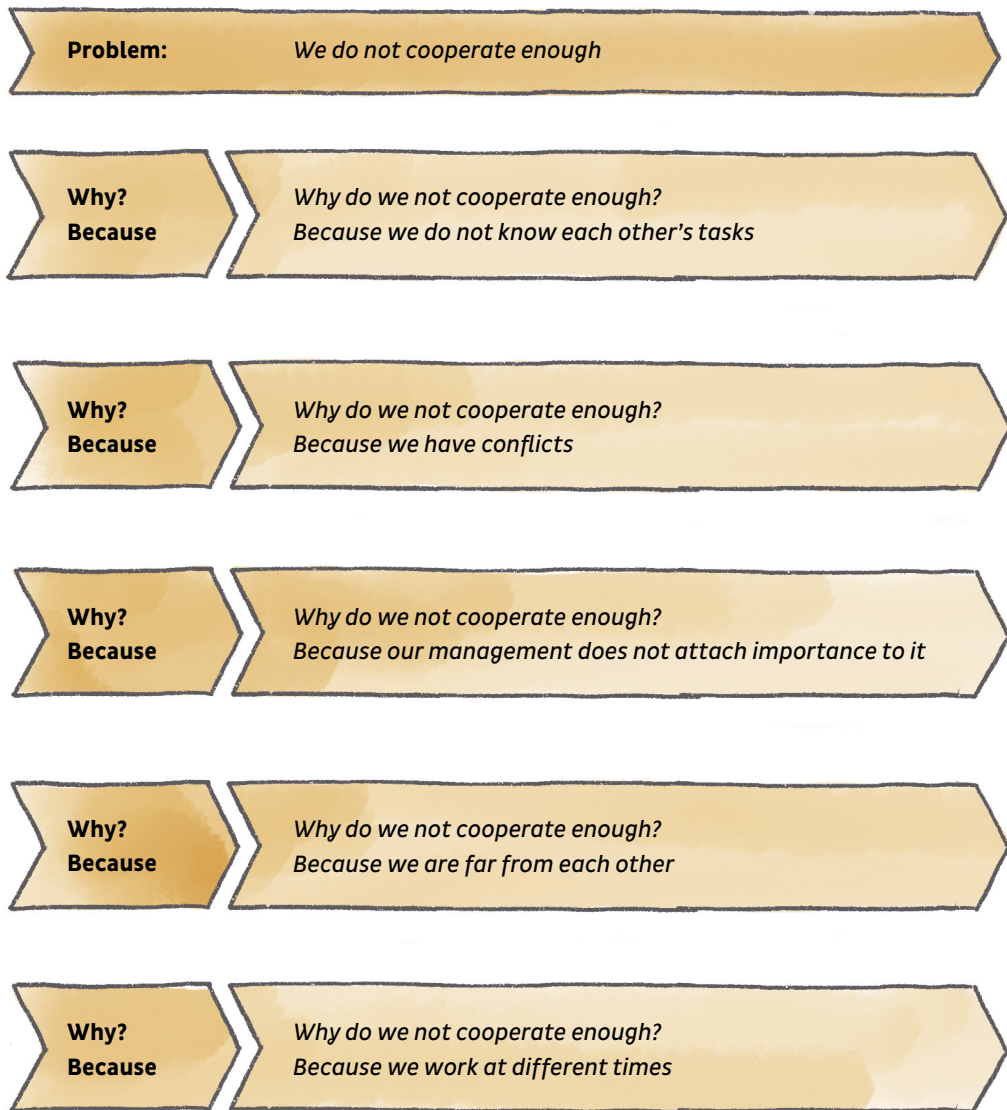 Problem: We do not cooperate enough
Why? Why do we not cooperate enough?
Because Because we do not know each other’s tasks
Why? Why do we not cooperate enough?
Because Because we have conflicts
Why? Why do we not cooperate enough?
Because Because our management does not attach importance to it
Why? Why do we not cooperate enough?
Because Because we are far from each other
Why? Why do we not cooperate enough?
Because Because we work at different times